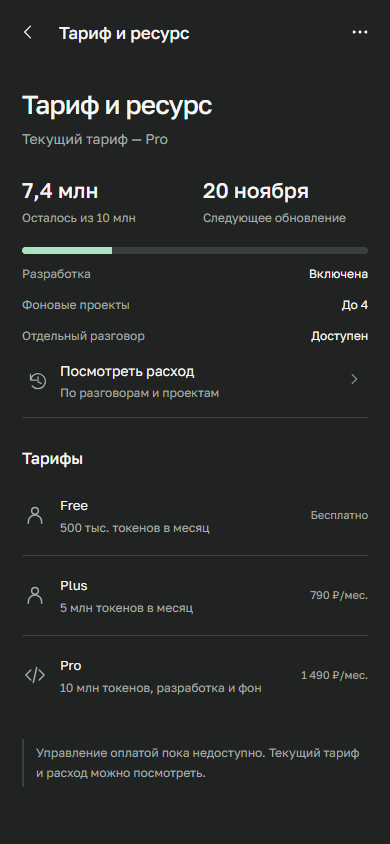 Тариф и ресурс
Тариф и ресурс
Текущий тариф — Pro
7,4 млн
20 ноября
Осталось из 10 млн
Следующее обновление
Разработка
Включена
Фоновые проекты
До 4
Отдельный разговор
Доступен
Посмотреть расход
По разговорам и проектам
Тарифы
Free
500 тыс. токенов в месяц
Бесплатно
Plus
5 млн токенов в месяц
790 ₽/мес.
Pro
10 млн токенов, разработка и фон
1 490 ₽/мес.
Управление оплатой пока недоступно. Текущий тариф
и расход можно посмотреть.